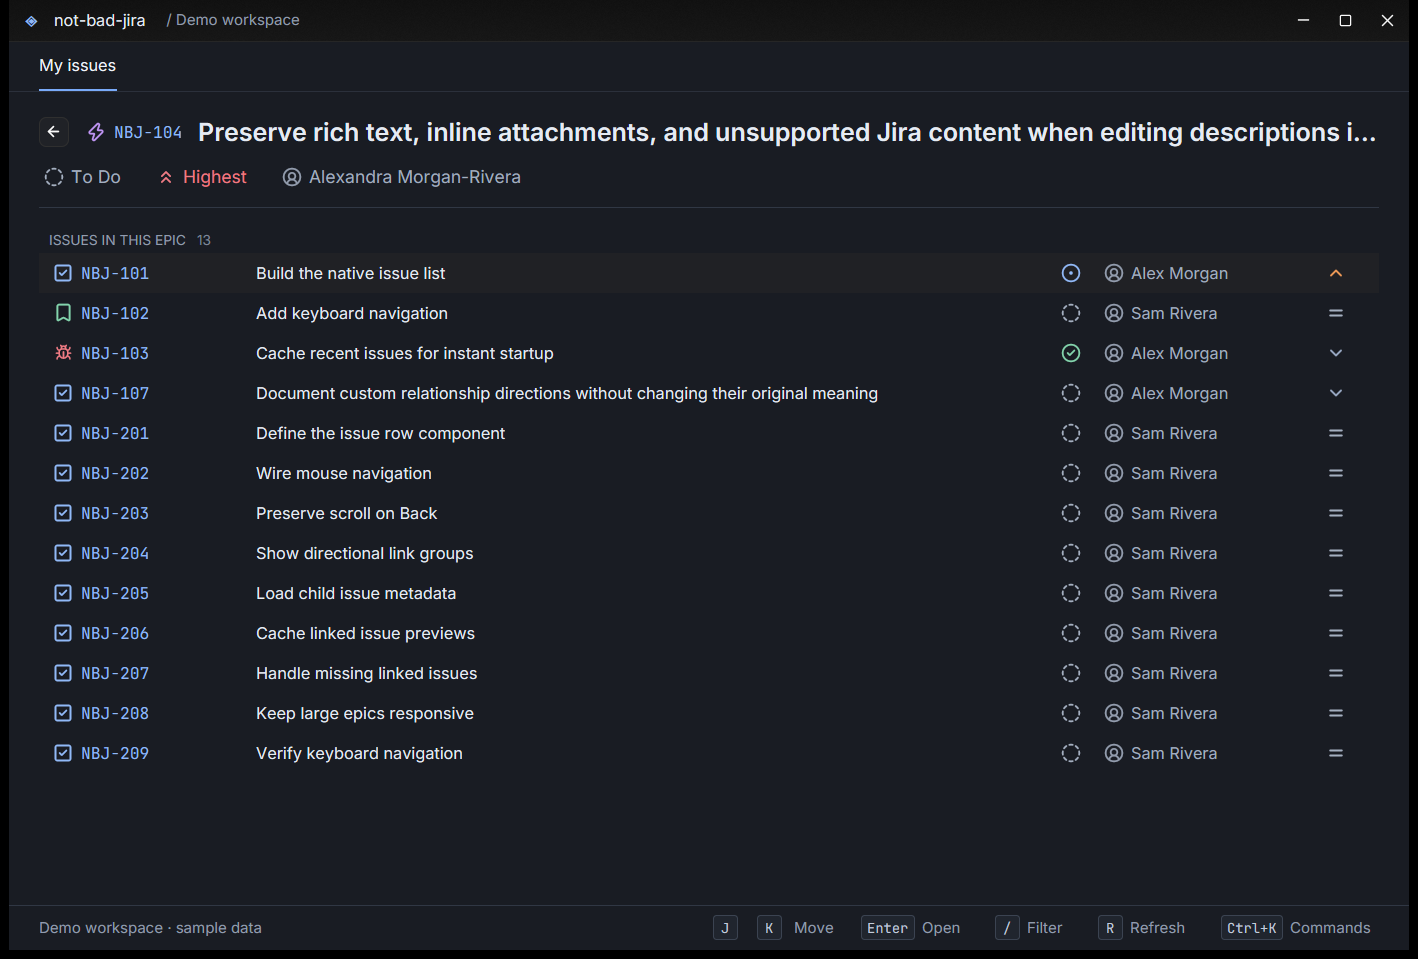 not-bad-jira / Demo workspace
My issues
NBJ-104 Preserve rich text, inline attachments, and unsupported Jira content when editing descriptions i...
To Do Highest Alexandra Morgan-Rivera
ISSUES IN THIS EPIC 13
NBJ-101 Build the native issue list Alex Morgan
NBJ-102 Add keyboard navigation Sam Rivera
NBJ-103 Cache recent issues for instant startup Alex Morgan
NBJ-107 Document custom relationship directions without changing their original meaning Alex Morgan
NBJ-201 Define the issue row component Sam Rivera
NBJ-202 Wire mouse navigation Sam Rivera
NBJ-203 Preserve scroll on Back Sam Rivera
NBJ-204 Show directional link groups Sam Rivera
NBJ-205 Load child issue metadata Sam Rivera
NBJ-206 Cache linked issue previews Sam Rivera
NBJ-207 Handle missing linked issues Sam Rivera
NBJ-208 Keep large epics responsive Sam Rivera
NBJ-209 Verify keyboard navigation Sam Rivera
Demo workspace · sample data J K Move Enter Open / Filter R Refresh Ctrl+K Commands